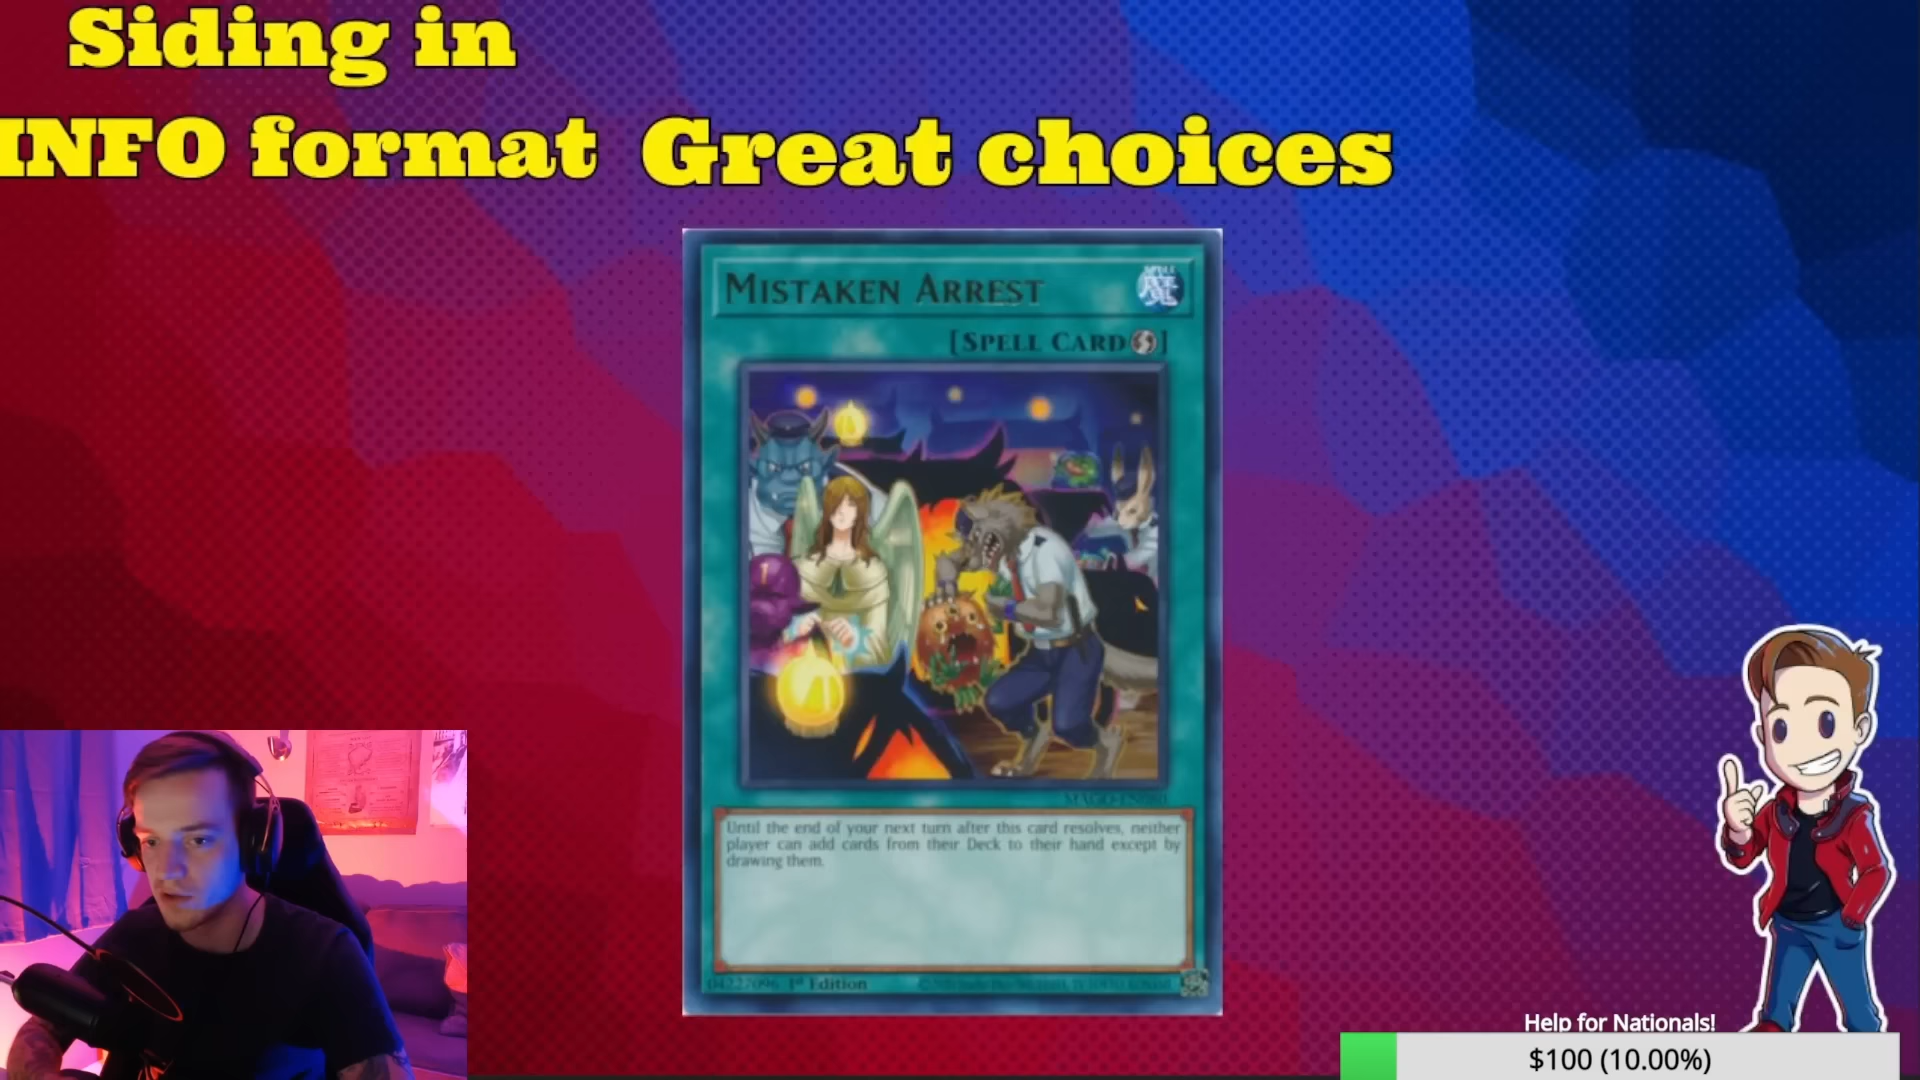 Siding in
INFO format Great choices
MISTAKEN ARREST
[SPELL CARD]
Until the end of your next turn after this card resolves, neither
player can add cards from their Deck to their hand except by
drawing them.
04227096 1st Edition
Help for Nationals!
$100 (10.00%)